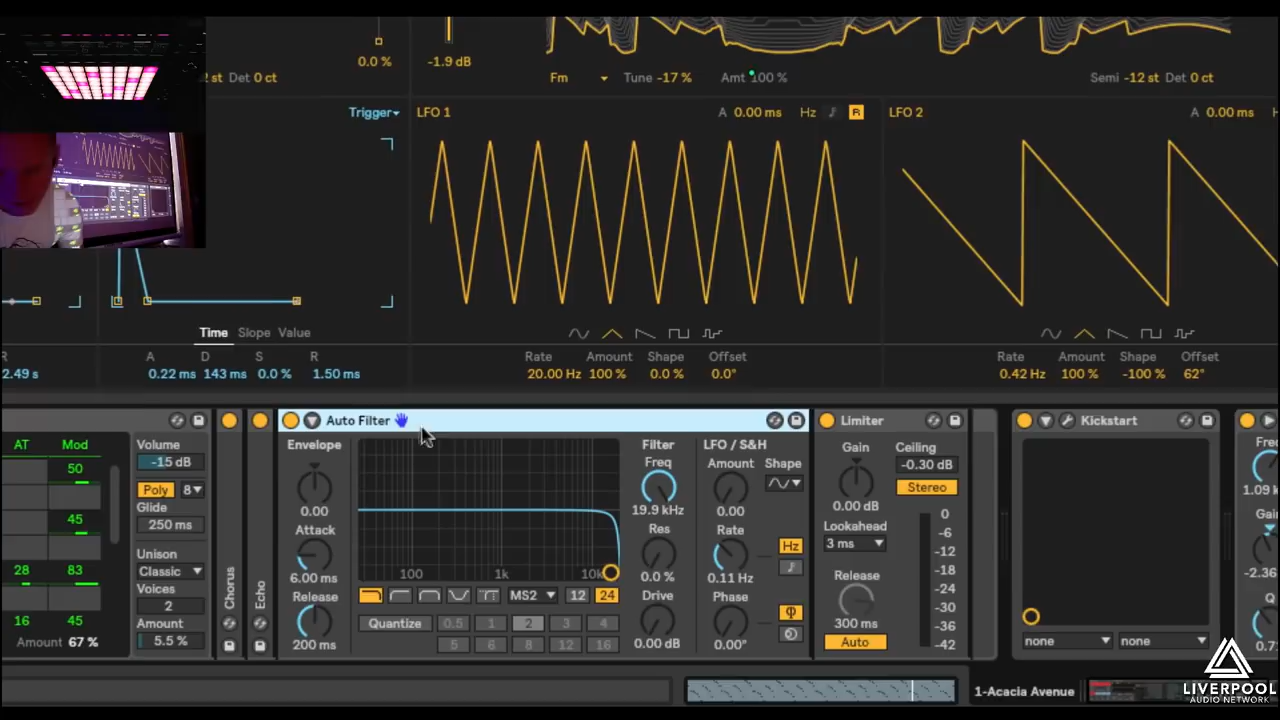 0.0 %
-1.9 dB
2 st Det 0 ct
Fm
Tune -17 %
Amt 100 %
Semi -12 st Det 0 ct
Trigger
LFO 1
A 0.00 ms
Hz
R
LFO 2
A 0.00 ms
Time Slope Value
R
A D S R
Rate Amount Shape Offset
Rate Amount Shape Offset
2.49 s
0.22 ms 143 ms 0.0 % 1.50 ms
20.00 Hz 100 % 0.0 % 0.0°
0.42 Hz 100 % -100 % 62°
AT Mod
50
45
28 83
16 45
Amount 67 %
Volume
-15 dB
Poly 8
Glide
250 ms
Unison
Classic
Voices
2
Amount
5.5 %
Chorus
Echo
Auto Filter
Envelope
0.00
Attack
6.00 ms
Release
200 ms
100 1k 10k
MS2 12 24
Quantize 0.5 1 2 3 4
5 6 8 12 16
Filter
Freq
19.9 kHz
Res
0.0 %
Drive
0.00 dB
LFO / S&H
Amount Shape
0.00
Rate
Hz
0.11 Hz
Phase
0.00°
Limiter
Gain
0.00 dB
Ceiling
-0.30 dB
Stereo
Lookahead
3 ms
Release
300 ms
Auto
0
-6
-12
-18
-24
-30
-36
-42
Kickstart
none none
1.09 k
Gai
-2.36
Q
1-Acacia Avenue
LIVERPOOL
AUDIO NETWORK